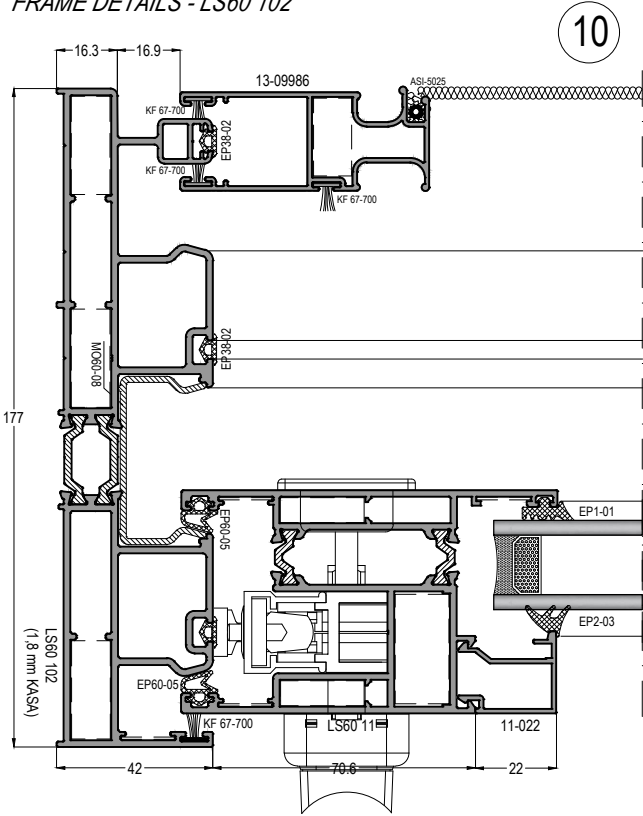 FRAME DETAILS - LS60 102
10
16.3
16.9
13-09986
ASI-5025
KF 67-700
EP38-02
KF 67-700
KF 67-700
EP38-02
MO60-08
177
EP60-05
EP1-01
EP2-03
LS60 102
(1,8 mm KASA)
EP60-05
KF 67-700
LS60 11
11-022
42
70.6
22